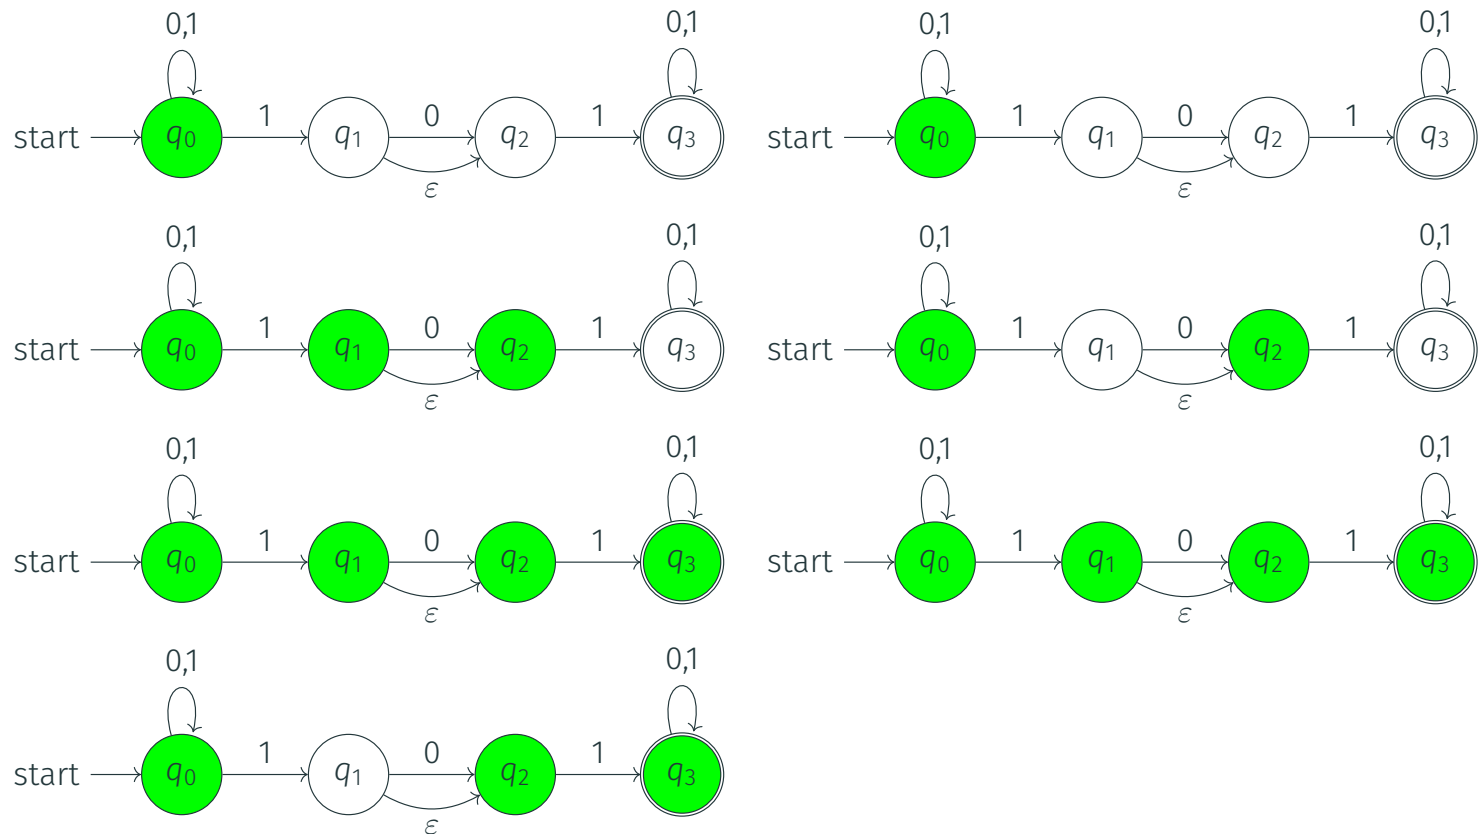 0,1 0,1 0,1 0,1
start q₀ 1 q₁ 0 q₂ 1 q₃ start q₀ 1 q₁ 0 q₂ 1 q₃
ε ε
0,1 0,1 0,1 0,1
start q₀ 1 q₁ 0 q₂ 1 q₃ start q₀ 1 q₁ 0 q₂ 1 q₃
ε ε
0,1 0,1 0,1 0,1
start q₀ 1 q₁ 0 q₂ 1 q₃ start q₀ 1 q₁ 0 q₂ 1 q₃
ε ε
0,1 0,1
start q₀ 1 q₁ 0 q₂ 1 q₃
ε